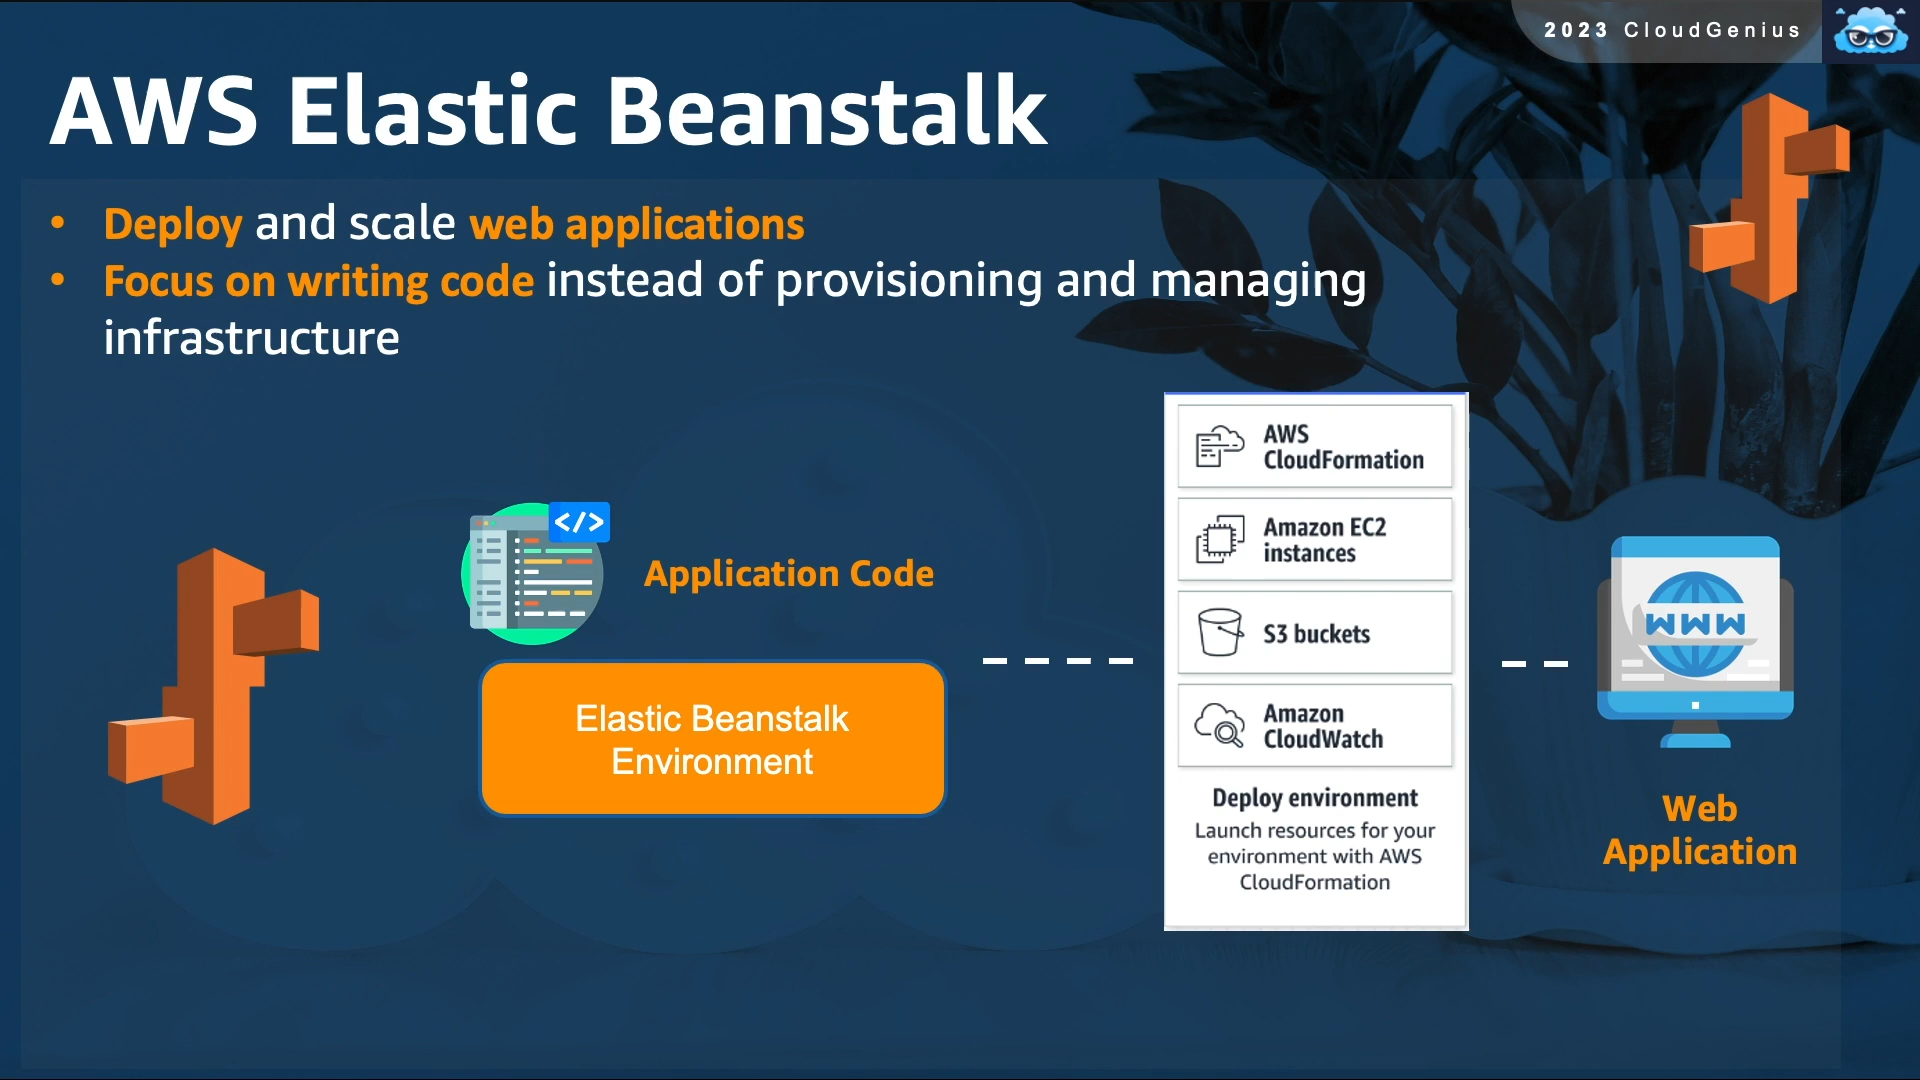 2023 CloudGenius
AWS Elastic Beanstalk
• Deploy and scale web applications
• Focus on writing code instead of provisioning and managing
infrastructure
</>
Application Code
Elastic Beanstalk
Environment
AWS
CloudFormation
Amazon EC2
instances
S3 buckets
Amazon
CloudWatch
Deploy environment
Launch resources for your
environment with AWS
CloudFormation
WWW
Web
Application